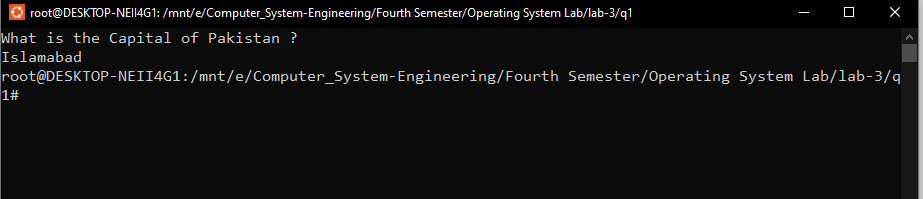 root@DESKTOP-NEII4G1: /mnt/e/Computer_System-Engineering/Fourth Semester/Operating System Lab/lab-3/q1
What is the Capital of Pakistan ?
Islamabad
root@DESKTOP-NEII4G1:/mnt/e/Computer_System-Engineering/Fourth Semester/Operating System Lab/lab-3/q
1#